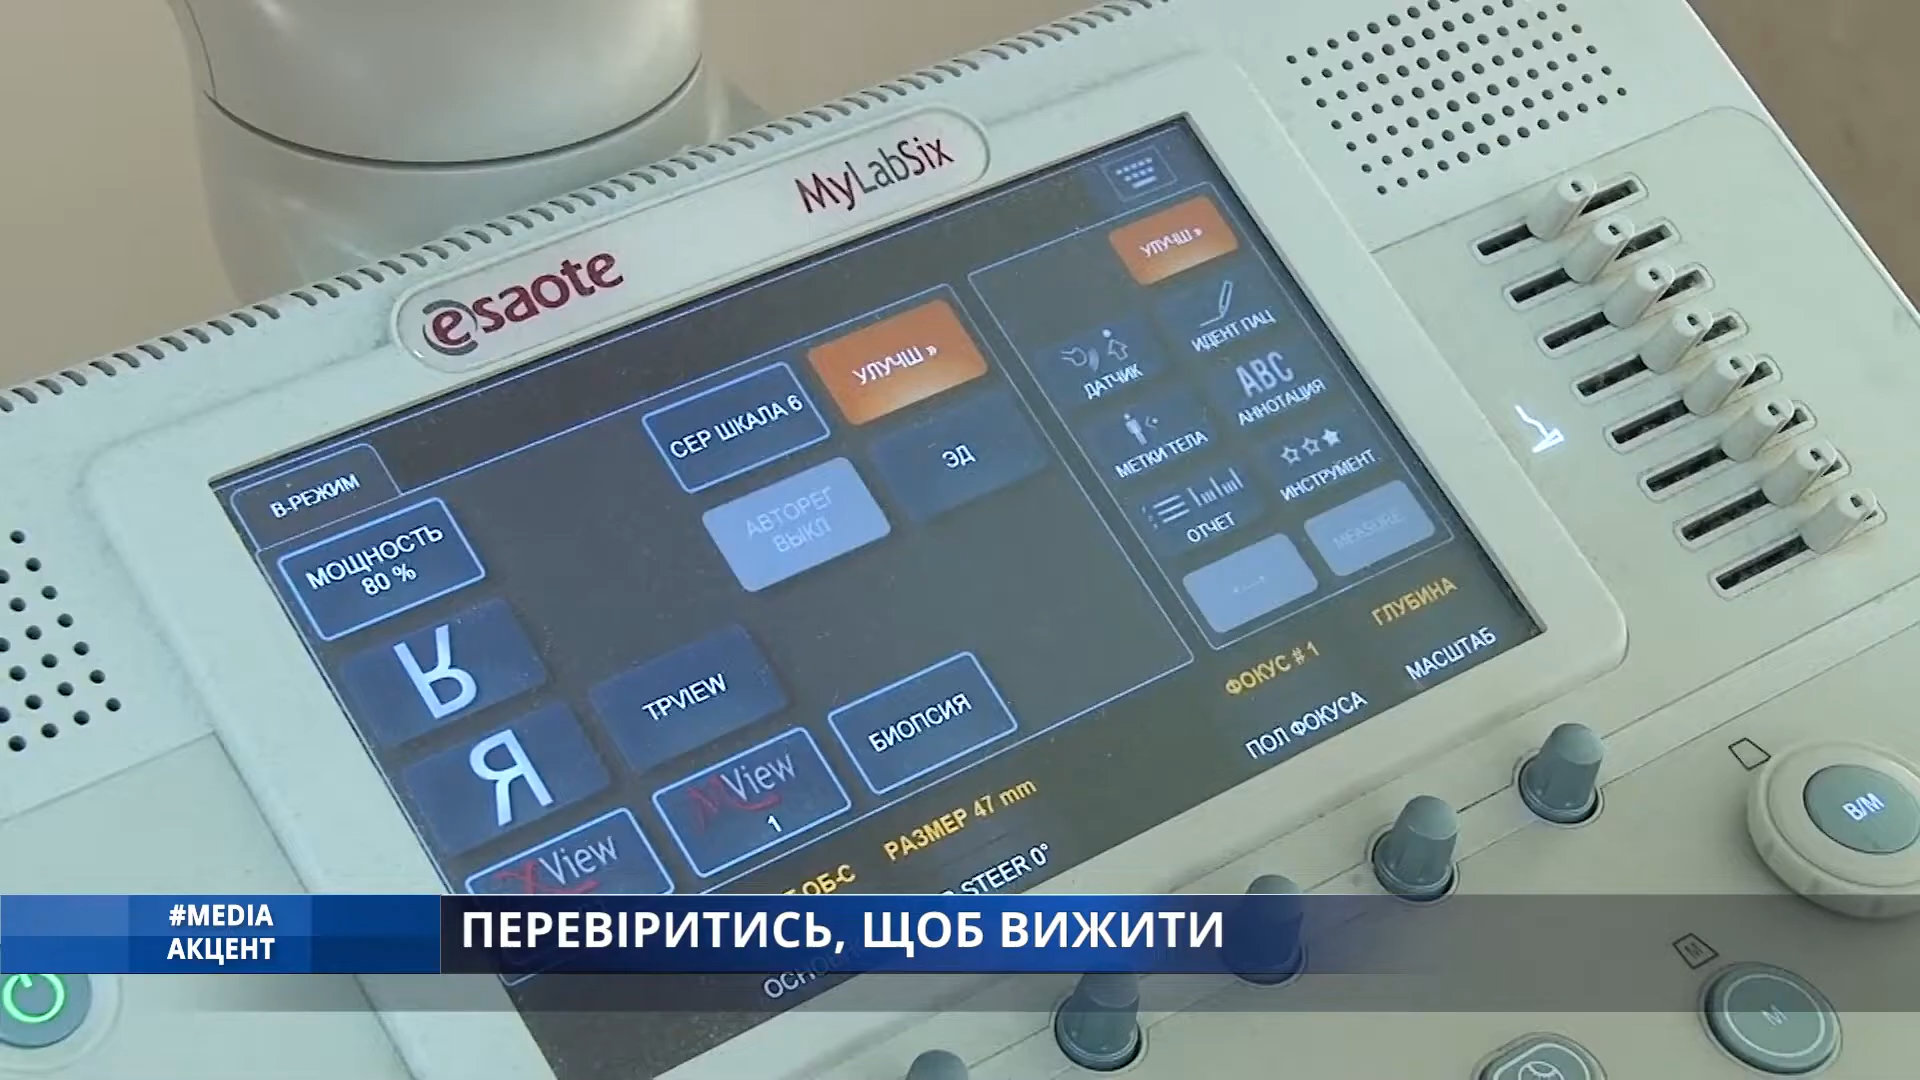 esaote
MyLabSix
УЛУЧШ »
ИДЕНТ ПАЦ
ДАТЧИК
ABC
АННОТАЦИЯ
МЕТКИ ТЕЛА
ИНСТРУМЕНТ
ОТЧЕТ
MEASURE
УЛУЧШ »
СЕР ШКАЛА 6
ЭД
АВТОРЕГ
ВЫКЛ
В-РЕЖИМ
МОЩНОСТЬ
80 %
Я
Я
TPVIEW
БИОПСИЯ
MView
1
XView
ФОКУС # 1
ГЛУБИНА
ПОЛ ФОКУСА
МАСШТАБ
РАЗМЕР 47 mm
STEER 0°
B/M
M
M
#MEDIA
АКЦЕНТ
ПЕРЕВІРИТИСЬ, ЩОБ ВИЖИТИ